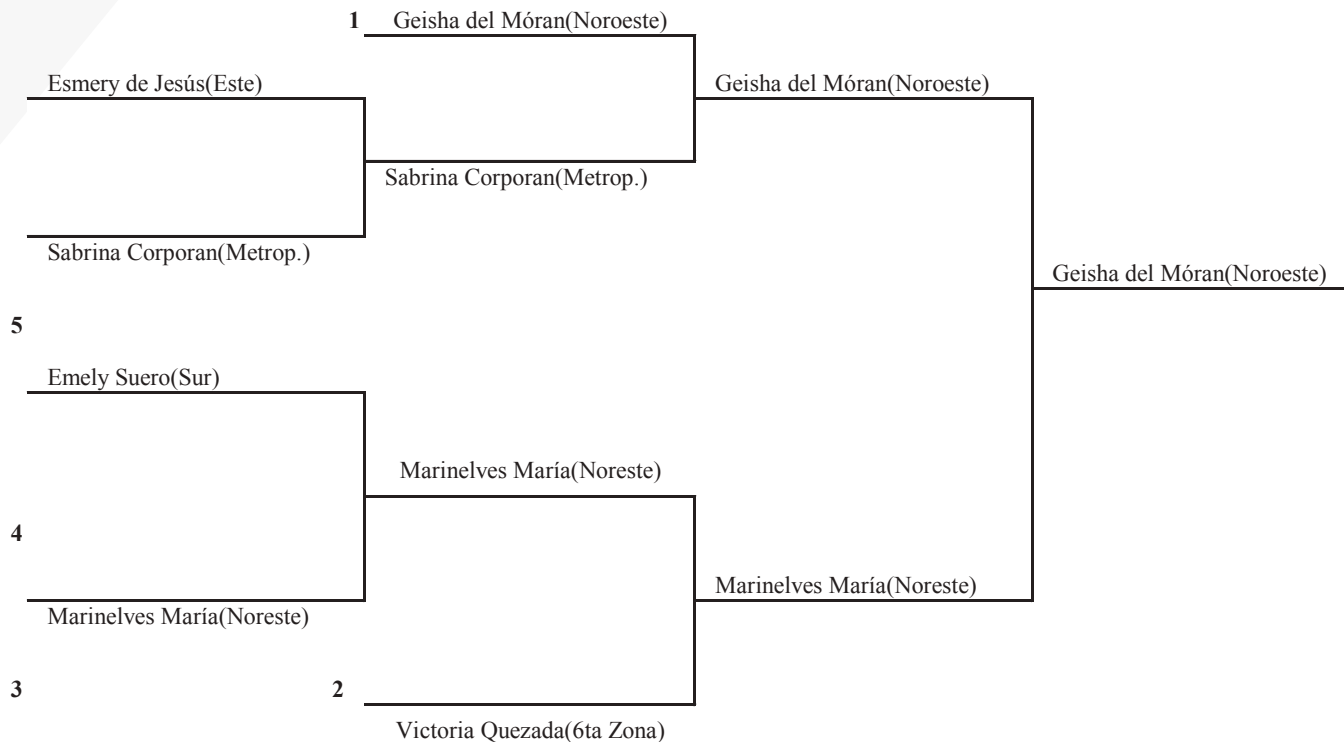 1 Geisha del Móran(Noroeste)
Esmery de Jesús(Este)
Geisha del Móran(Noroeste)
Sabrina Corporan(Metrop.)
Sabrina Corporan(Metrop.)
Geisha del Móran(Noroeste)
5
Emely Suero(Sur)
Marinelves María(Noreste)
4
Marinelves María(Noreste)
Marinelves María(Noreste)
3
2
Victoria Quezada(6ta Zona)